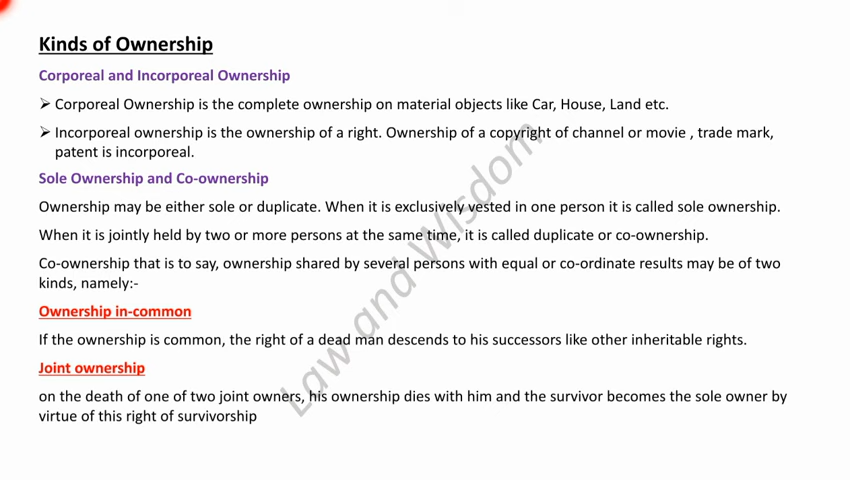 Kinds of Ownership
Corporeal and Incorporeal Ownership
➢ Corporeal Ownership is the complete ownership on material objects like Car, House, Land etc.
➢ Incorporeal ownership is the ownership of a right. Ownership of a copyright of channel or movie , trade mark,
patent is incorporeal.
Sole Ownership and Co-ownership
Ownership may be either sole or duplicate. When it is exclusively vested in one person it is called sole ownership.
When it is jointly held by two or more persons at the same time, it is called duplicate or co-ownership.
Co-ownership that is to say, ownership shared by several persons with equal or co-ordinate results may be of two
kinds, namely:-
Ownership in-common
If the ownership is common, the right of a dead man descends to his successors like other inheritable rights.
Joint ownership
on the death of one of two joint owners, his ownership dies with him and the survivor becomes the sole owner by
virtue of this right of survivorship
Law and Wisdom